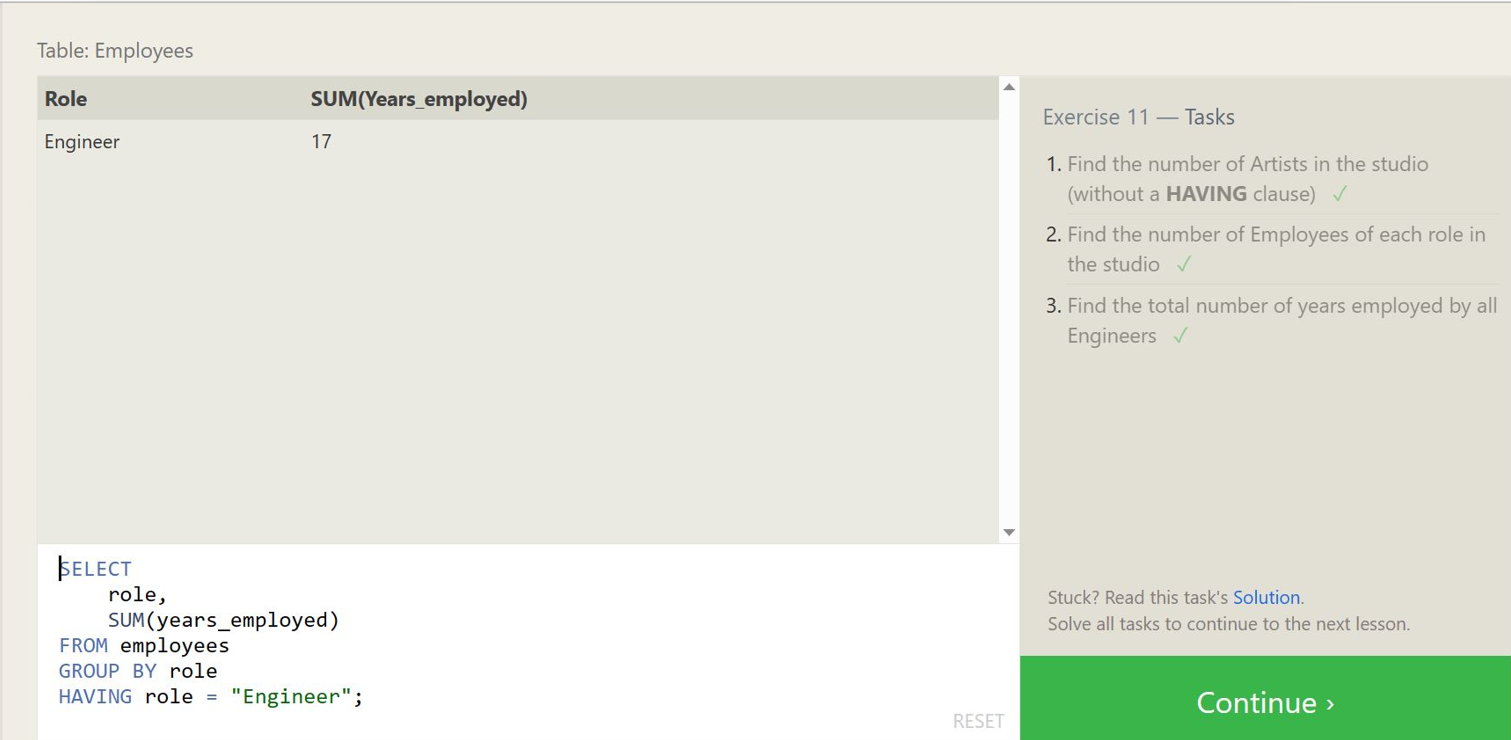 Table: Employees
Role SUM(Years_employed)
Engineer 17
SELECT
role,
SUM(years_employed)
FROM employees
GROUP BY role
HAVING role = "Engineer";
RESET
Exercise 11 — Tasks
1. Find the number of Artists in the studio
(without a HAVING clause) ✓
2. Find the number of Employees of each role in
the studio ✓
3. Find the total number of years employed by all
Engineers ✓
Stuck? Read this task's Solution.
Solve all tasks to continue to the next lesson.
Continue ›